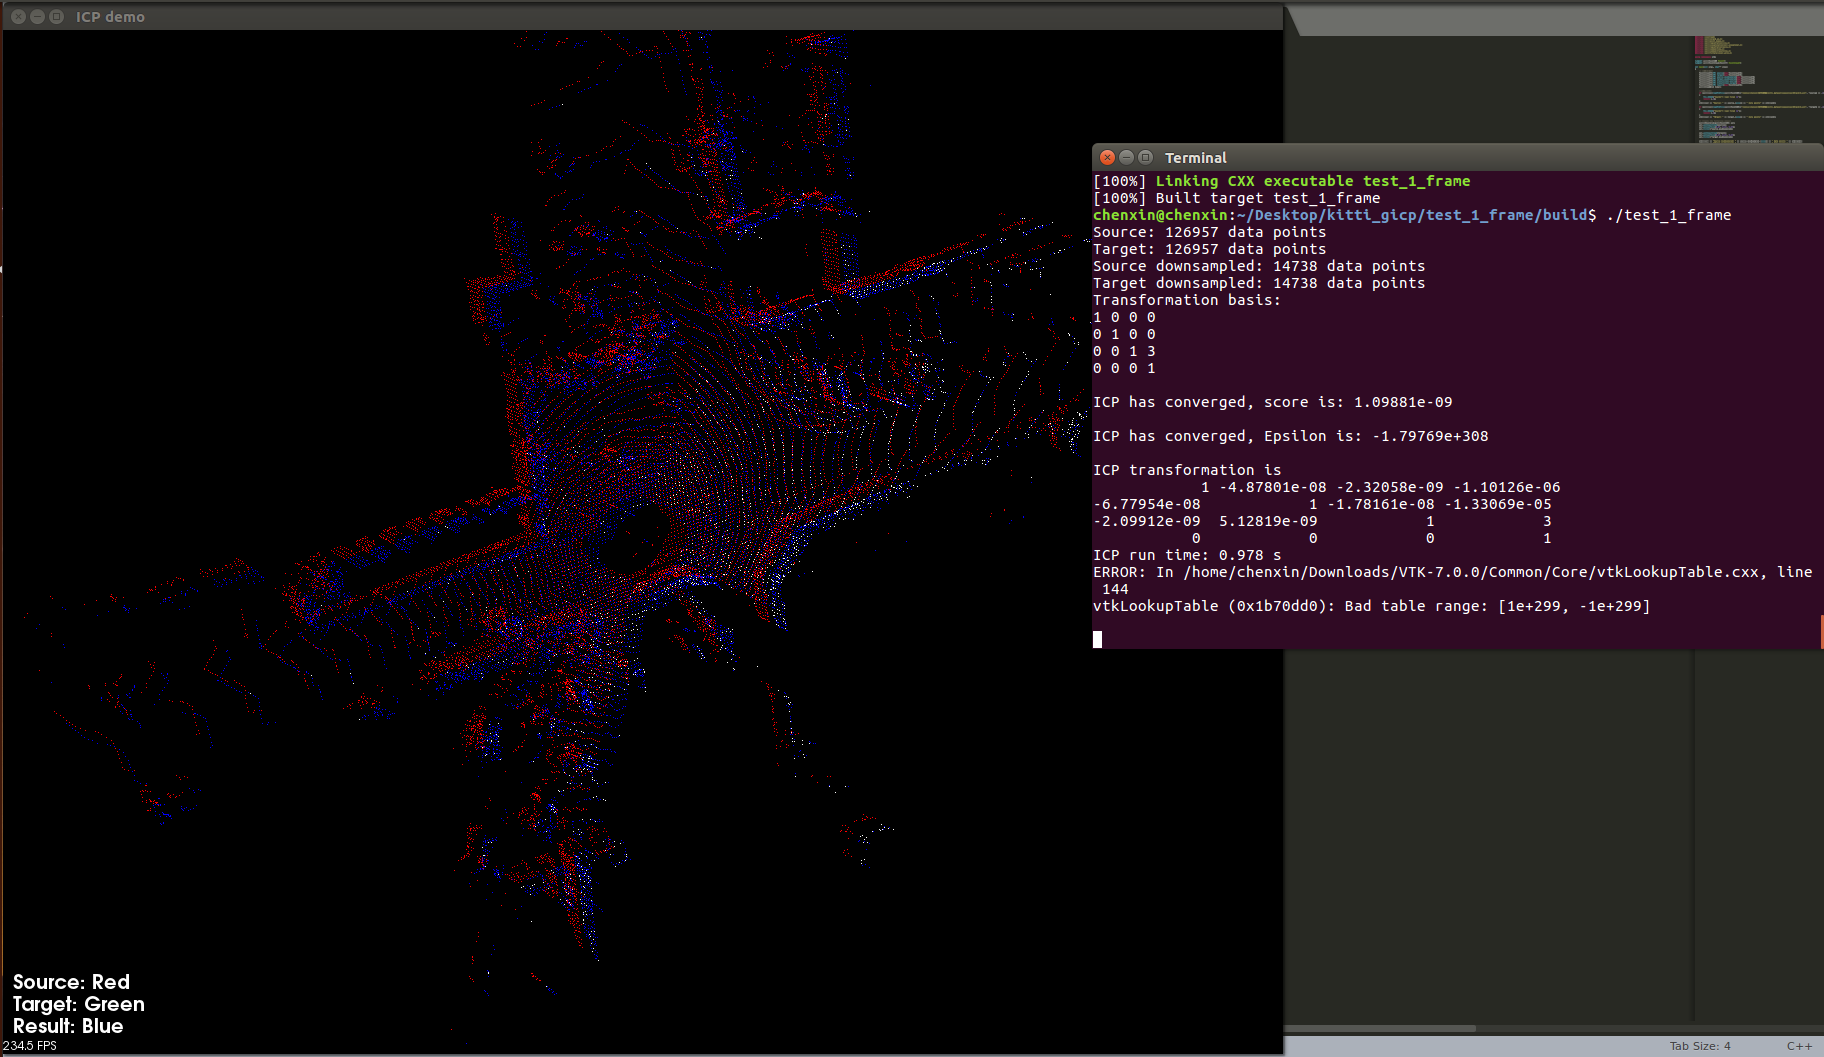 ICP demo
Terminal
[100%] Linking CXX executable test_1_frame
[100%] Built target test_1_frame
chenxin@chenxin:~/Desktop/kitti_gicp/test_1_frame/build$ ./test_1_frame
Source: 126957 data points
Target: 126957 data points
Source downsampled: 14738 data points
Target downsampled: 14738 data points
Transformation basis:
1 0 0 0
0 1 0 0
0 0 1 3
0 0 0 1
ICP has converged, score is: 1.09881e-09
ICP has converged, Epsilon is: -1.79769e+308
ICP transformation is
1 -4.87801e-08 -2.32058e-09 -1.10126e-06
-6.77954e-08 1 -1.78161e-08 -1.33069e-05
-2.09912e-09 5.12819e-09 1 3
0 0 0 1
ICP run time: 0.978 s
ERROR: In /home/chenxin/Downloads/VTK-7.0.0/Common/Core/vtkLookupTable.cxx, line
144
vtkLookupTable (0x1b70dd0): Bad table range: [1e+299, -1e+299]
Source: Red
Target: Green
Result: Blue
234.5 FPS
Tab Size: 4
C++